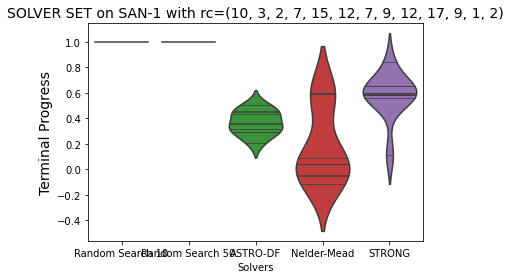 SOLVER SET on SAN-1 with rc=(10, 3, 2, 7, 15, 12, 7, 9, 12, 17, 9, 1, 2)
Terminal Progress
1.0
0.8
0.6
0.4
0.2
0.0
−0.2
−0.4
Random Search 10 Random Search 50 ASTRO-DF Nelder-Mead STRONG
Solvers